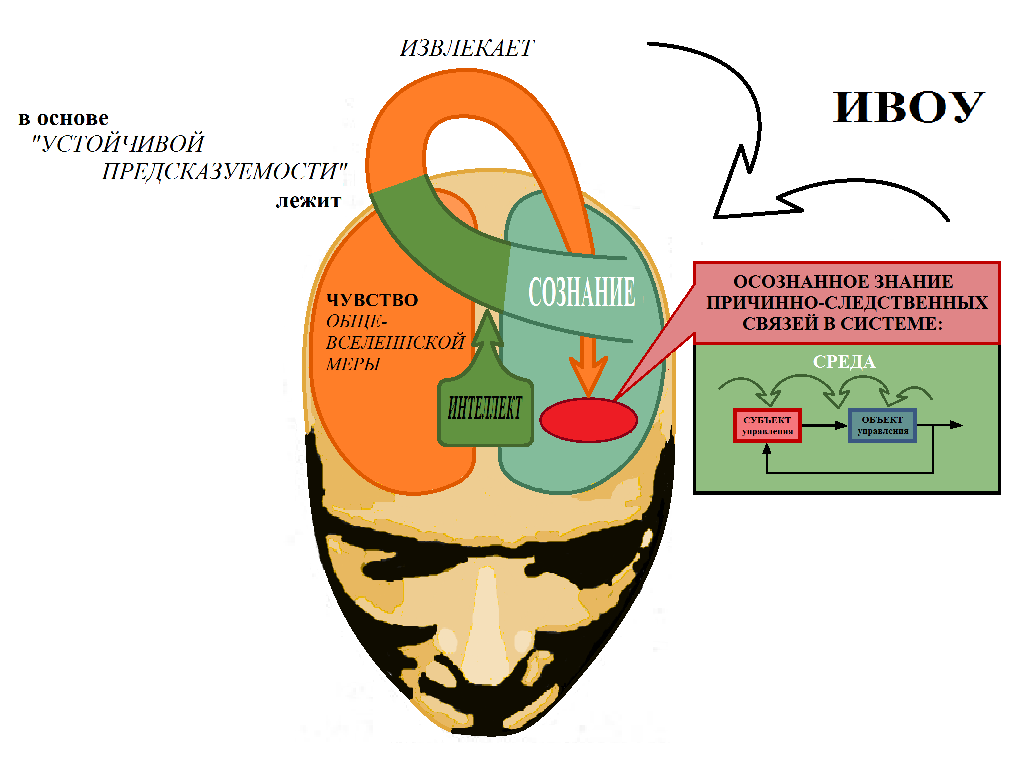 ИЗВЛЕКАЕТ
ИВОУ
в основе
"УСТОЙЧИВОЙ
ПРЕДСКАЗУЕМОСТИ"
лежит
ЧУВСТВО
ОБЩЕ-
ВСЕЛЕННСКОЙ
МЕРЫ
СОЗНАНИЕ
ИНТЕЛЛЕКТ
ОСОЗНАННОЕ ЗНАНИЕ
ПРИЧИННО-СЛЕДСТВЕННЫХ
СВЯЗЕЙ В СИСТЕМЕ:
СРЕДА
СУБЪЕКТ
управления
ОБЪЕКТ
управления